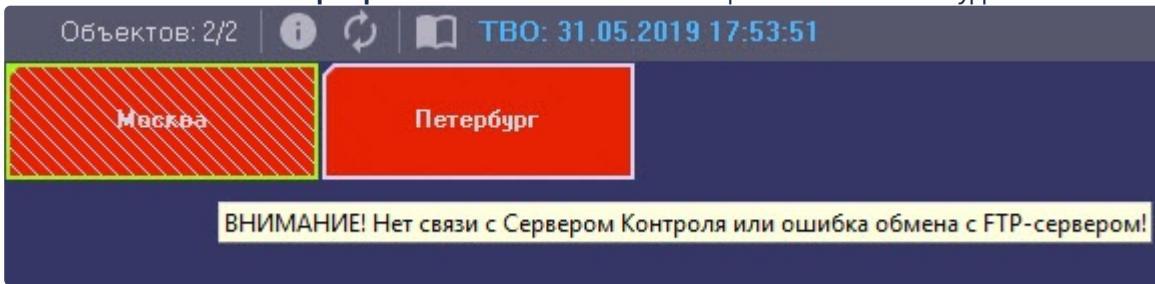 Объектов: 2/2 ТВО: 31.05.2019 17:53:51
Москва Петербург
ВНИМАНИЕ! Нет связи с Сервером Контроля или ошибка обмена с FTP-сервером!